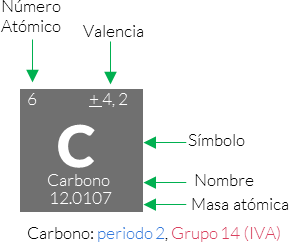 Número
Atómico
Valencia
6
+4, 2
C
Símbolo
Carbono
Nombre
12.0107
Masa atómica
Carbono: periodo 2, Grupo 14 (IVA)